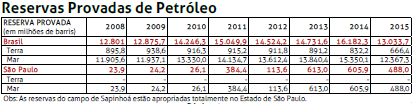 Reservas Provadas de Petróleo
RESERVA PROVADA (em milhões de barris) 2008 2009 2010 2011 2012 2013 2014 2015
Brasil 12.801 12.875,7 14.246,3 15.049,9 14.524,2 14.731,6 16.182,3 13.033,7
Terra 895,8 938,6 916,3 915,2 911,8 891,2 832,2 666,4
Mar 11.905,6 11.937,1 13.330,0 14.134,7 13.612,4 13.840,4 15.350,1 12.367,3
São Paulo 23,9 24,2 26,1 384,4 113,6 613,0 605,9 488,0
Terra - - - - - - - -
Mar 23,9 24,2 26,1 384,4 113,6 613,0 605,9 488,0
Obs: As reservas do campo de Sapinhoá estão apropriadas totalmente no Estado de São Paulo.